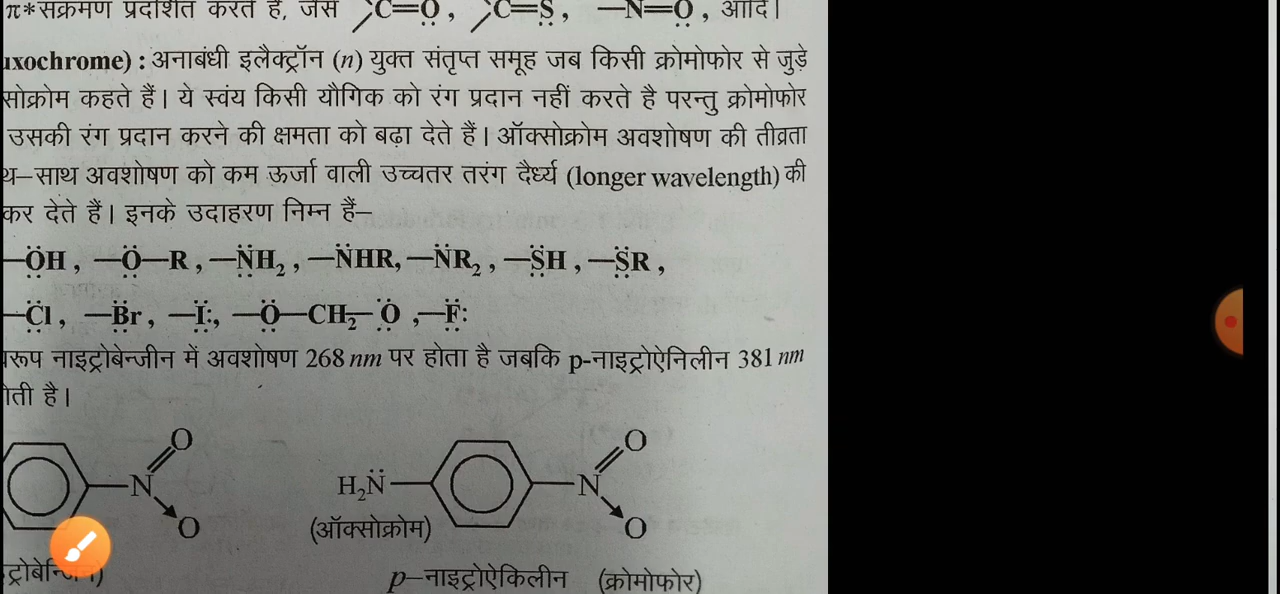 π*संक्रमण प्रदर्शित करते हैं, जैसे >C=O, >C=S, —N=O, आदि।
uxochrome) : अनाबंधी इलैक्ट्रॉन (n) युक्त संतृप्त समूह जब किसी क्रोमोफोर से जुड़े
सोक्रोम कहते हैं। ये स्वंय किसी यौगिक को रंग प्रदान नहीं करते है परन्तु क्रोमोफोर
उसकी रंग प्रदान करने की क्षमता को बढ़ा देते हैं। ऑक्सोक्रोम अवशोषण की तीव्रता
थ–साथ अवशोषण को कम ऊर्जा वाली उच्चतर तरंग दैर्ध्य (longer wavelength) की
कर देते हैं। इनके उदाहरण निम्न हैं–
—ÖH, —Ö—R, —N̈H₂, —N̈HR, —N̈R₂, —S̈H, —S̈R,
—C̈l, —B̈r, —Ï:, —Ö—CH₂–Ö, —F̈:
रूप नाइट्रोबेन्जीन में अवशोषण 268 nm पर होता है जबकि p-नाइट्रोऐनिलीन 381 nm
ोती है।
O O
N H₂N̈ N
O (ऑक्सोक्रोम) O
p–नाइट्रोऐकिलीन (क्रोमोफोर)